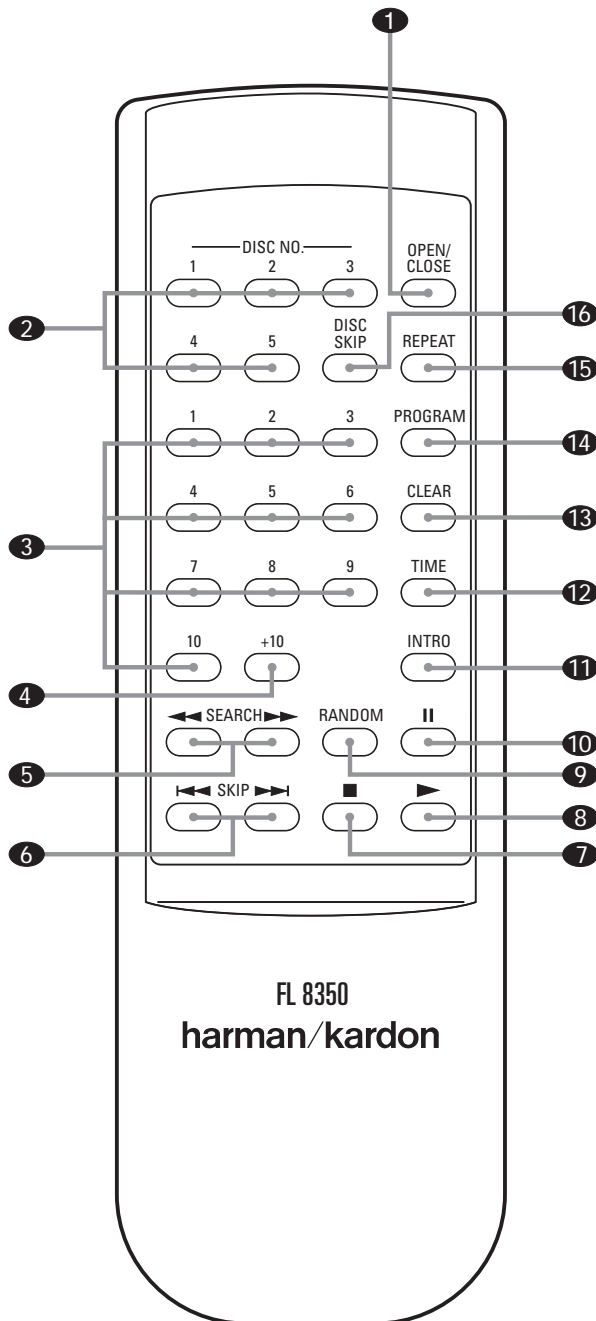 1
DISC NO.
1 2 3
OPEN/
CLOSE
2
16
4 5
DISC
SKIP
REPEAT
15
1 2 3 PROGRAM
14
4 5 6 CLEAR
13
3
7 8 9 TIME
12
10 +10 INTRO
11
4
◄◄ SEARCH ►► RANDOM II
10
5
9
I◄◄ SKIP ►►I ■ ►
8
6
7
FL 8350
harman/kardon